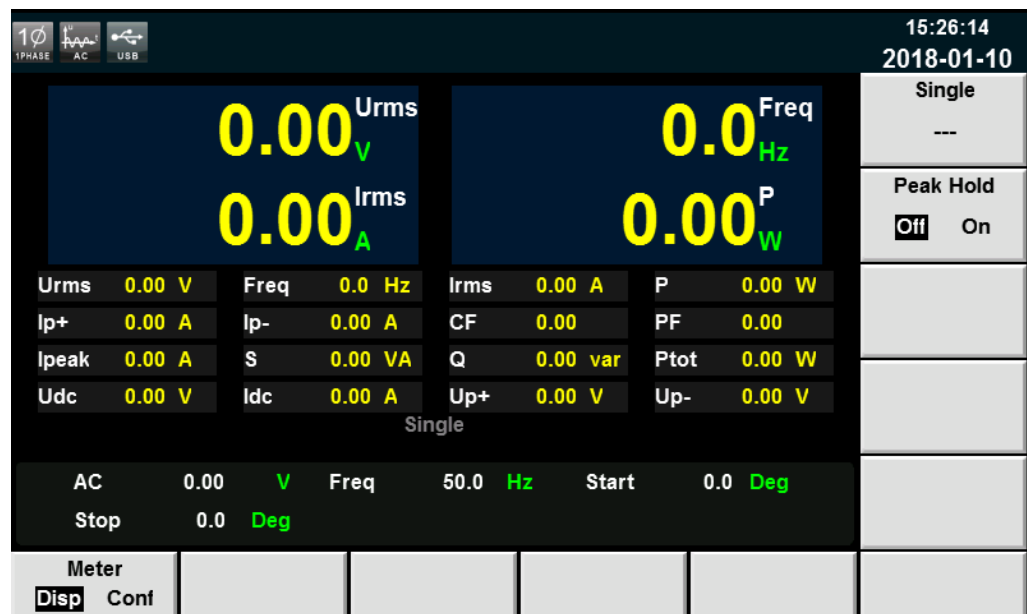 1Ø U 15:26:14
1PHASE AC USB 2018-01-10
0.00 Urms V 0.0 Freq Hz Single
---
0.00 Irms A 0.00 P W Peak Hold
Off On
Urms 0.00 V Freq 0.0 Hz Irms 0.00 A P 0.00 W
Ip+ 0.00 A Ip- 0.00 A CF 0.00 PF 0.00
Ipeak 0.00 A S 0.00 VA Q 0.00 var Ptot 0.00 W
Udc 0.00 V Idc 0.00 A Up+ 0.00 V Up- 0.00 V
Single
AC 0.00 V Freq 50.0 Hz Start 0.0 Deg
Stop 0.0 Deg
Meter
Disp Conf